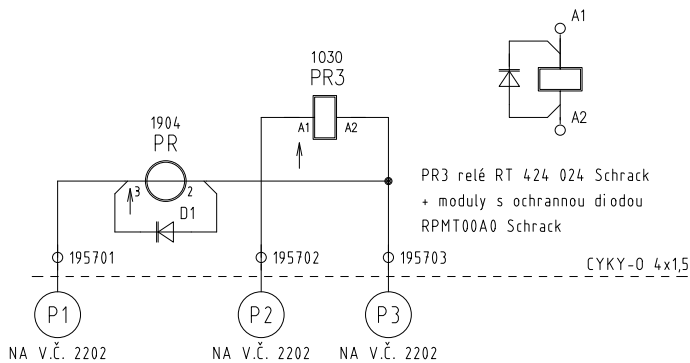 A1
1030
PR3
1904
PR
A1
A2
A2
3
2
D1
PR3 relé RT 424 024 Schrack
+ moduly s ochrannou diodou
RPMT00A0 Schrack
195701
195702
195703
CYKY-O 4x1,5
P1
P2
P3
NA V.Č. 2202
NA V.Č. 2202
NA V.Č. 2202